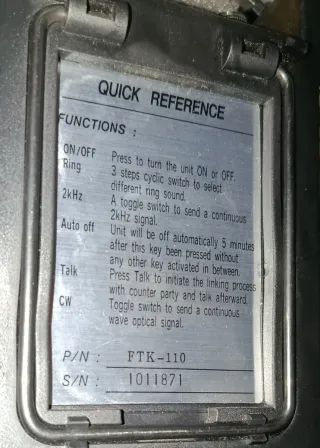 QUICK REFERENCE
FUNCTIONS :
ON/OFF Press to turn the unit ON or OFF.
Ring 3 steps cyclic switch to select
different ring sound.
2kHz A toggle switch to send a continuous
2kHz signal.
Auto off Unit will be off automatically 5 minutes
after this key been pressed without
any other key activated in between.
Talk Press Talk to initiate the linking process
with counter party and talk afterward.
CW Toggle switch to send a continuous
wave optical signal.
P/N : FTK-110
S/N : 1011871